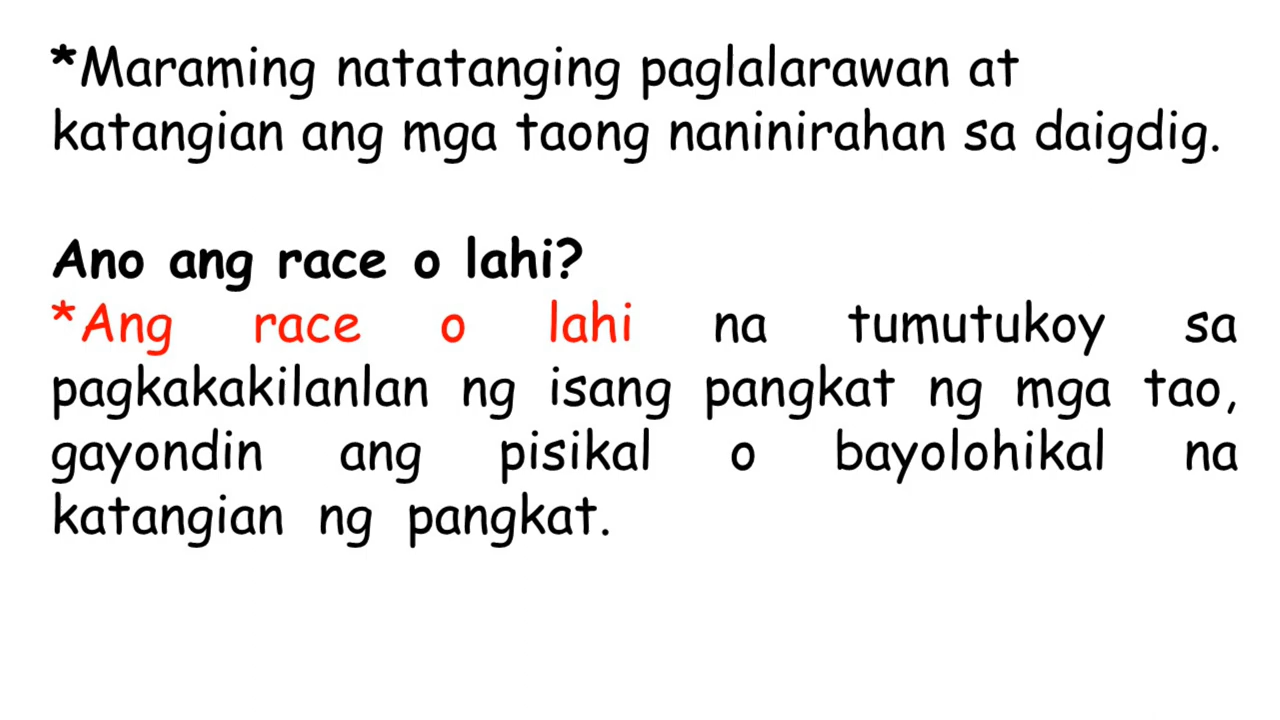 *Maraming natatanging paglalarawan at
katangian ang mga taong naninirahan sa daigdig.
Ano ang race o lahi?
*Ang race o lahi na tumutukoy sa
pagkakakilanlan ng isang pangkat ng mga tao,
gayondin ang pisikal o bayolohikal na
katangian ng pangkat.